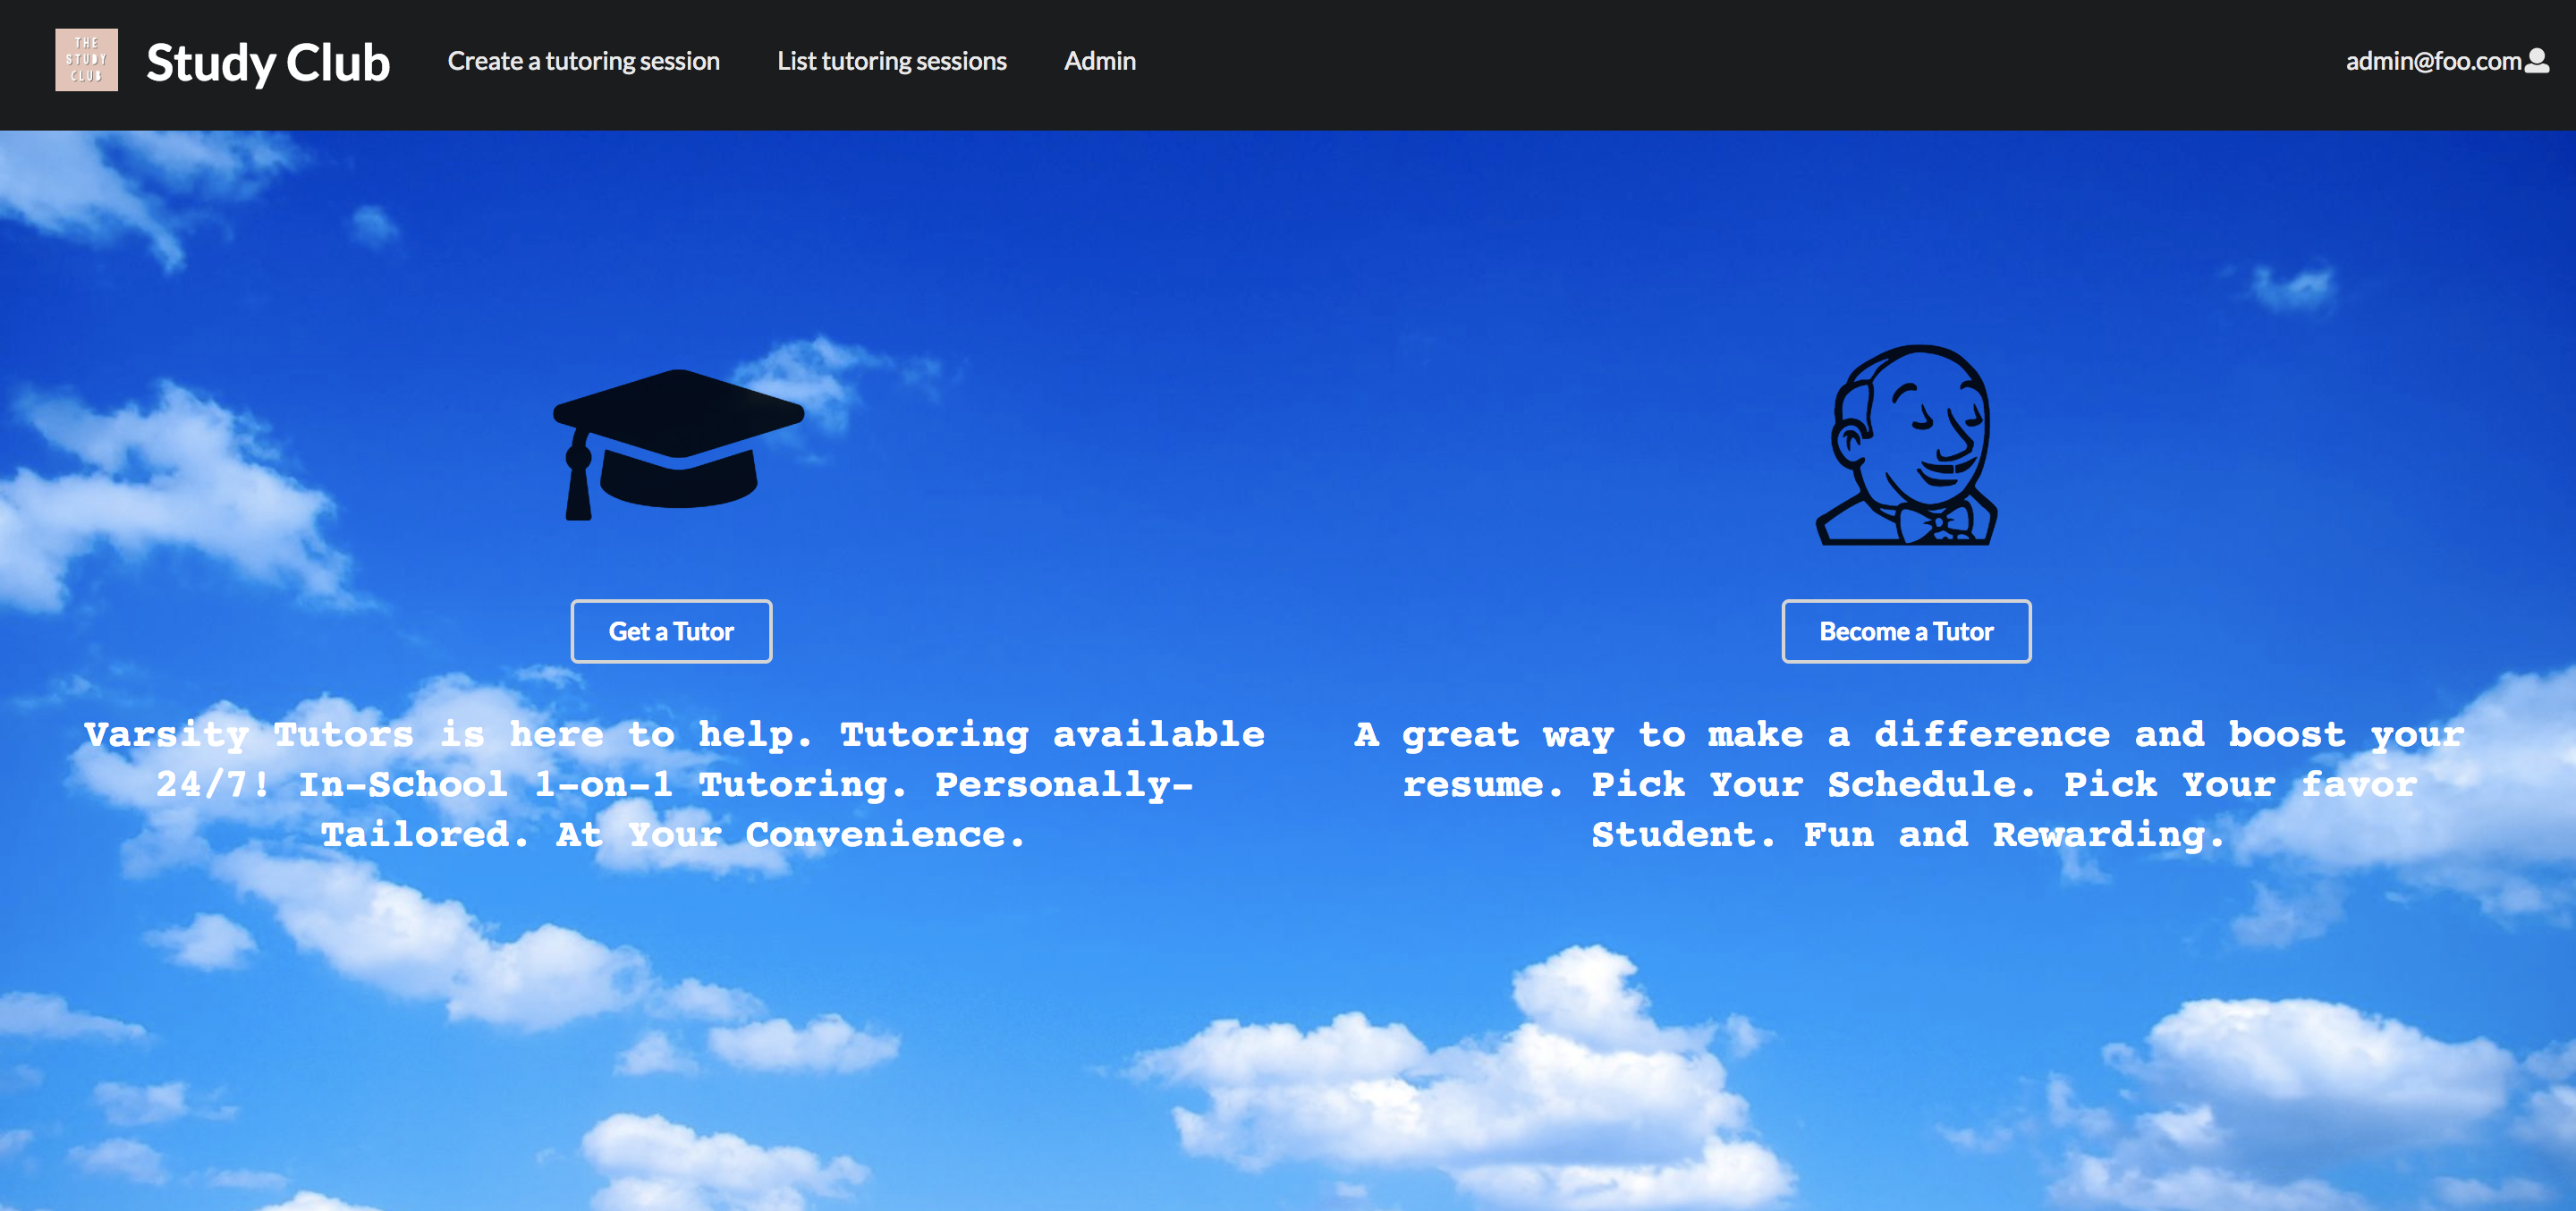 THE
STUDY
CLUB
Study Club
Create a tutoring session
List tutoring sessions
Admin
admin@foo.com
Get a Tutor
Varsity Tutors is here to help. Tutoring available
24/7! In-School 1-on-1 Tutoring. Personally-
Tailored. At Your Convenience.
Become a Tutor
A great way to make a difference and boost your
resume. Pick Your Schedule. Pick Your favor
Student. Fun and Rewarding.